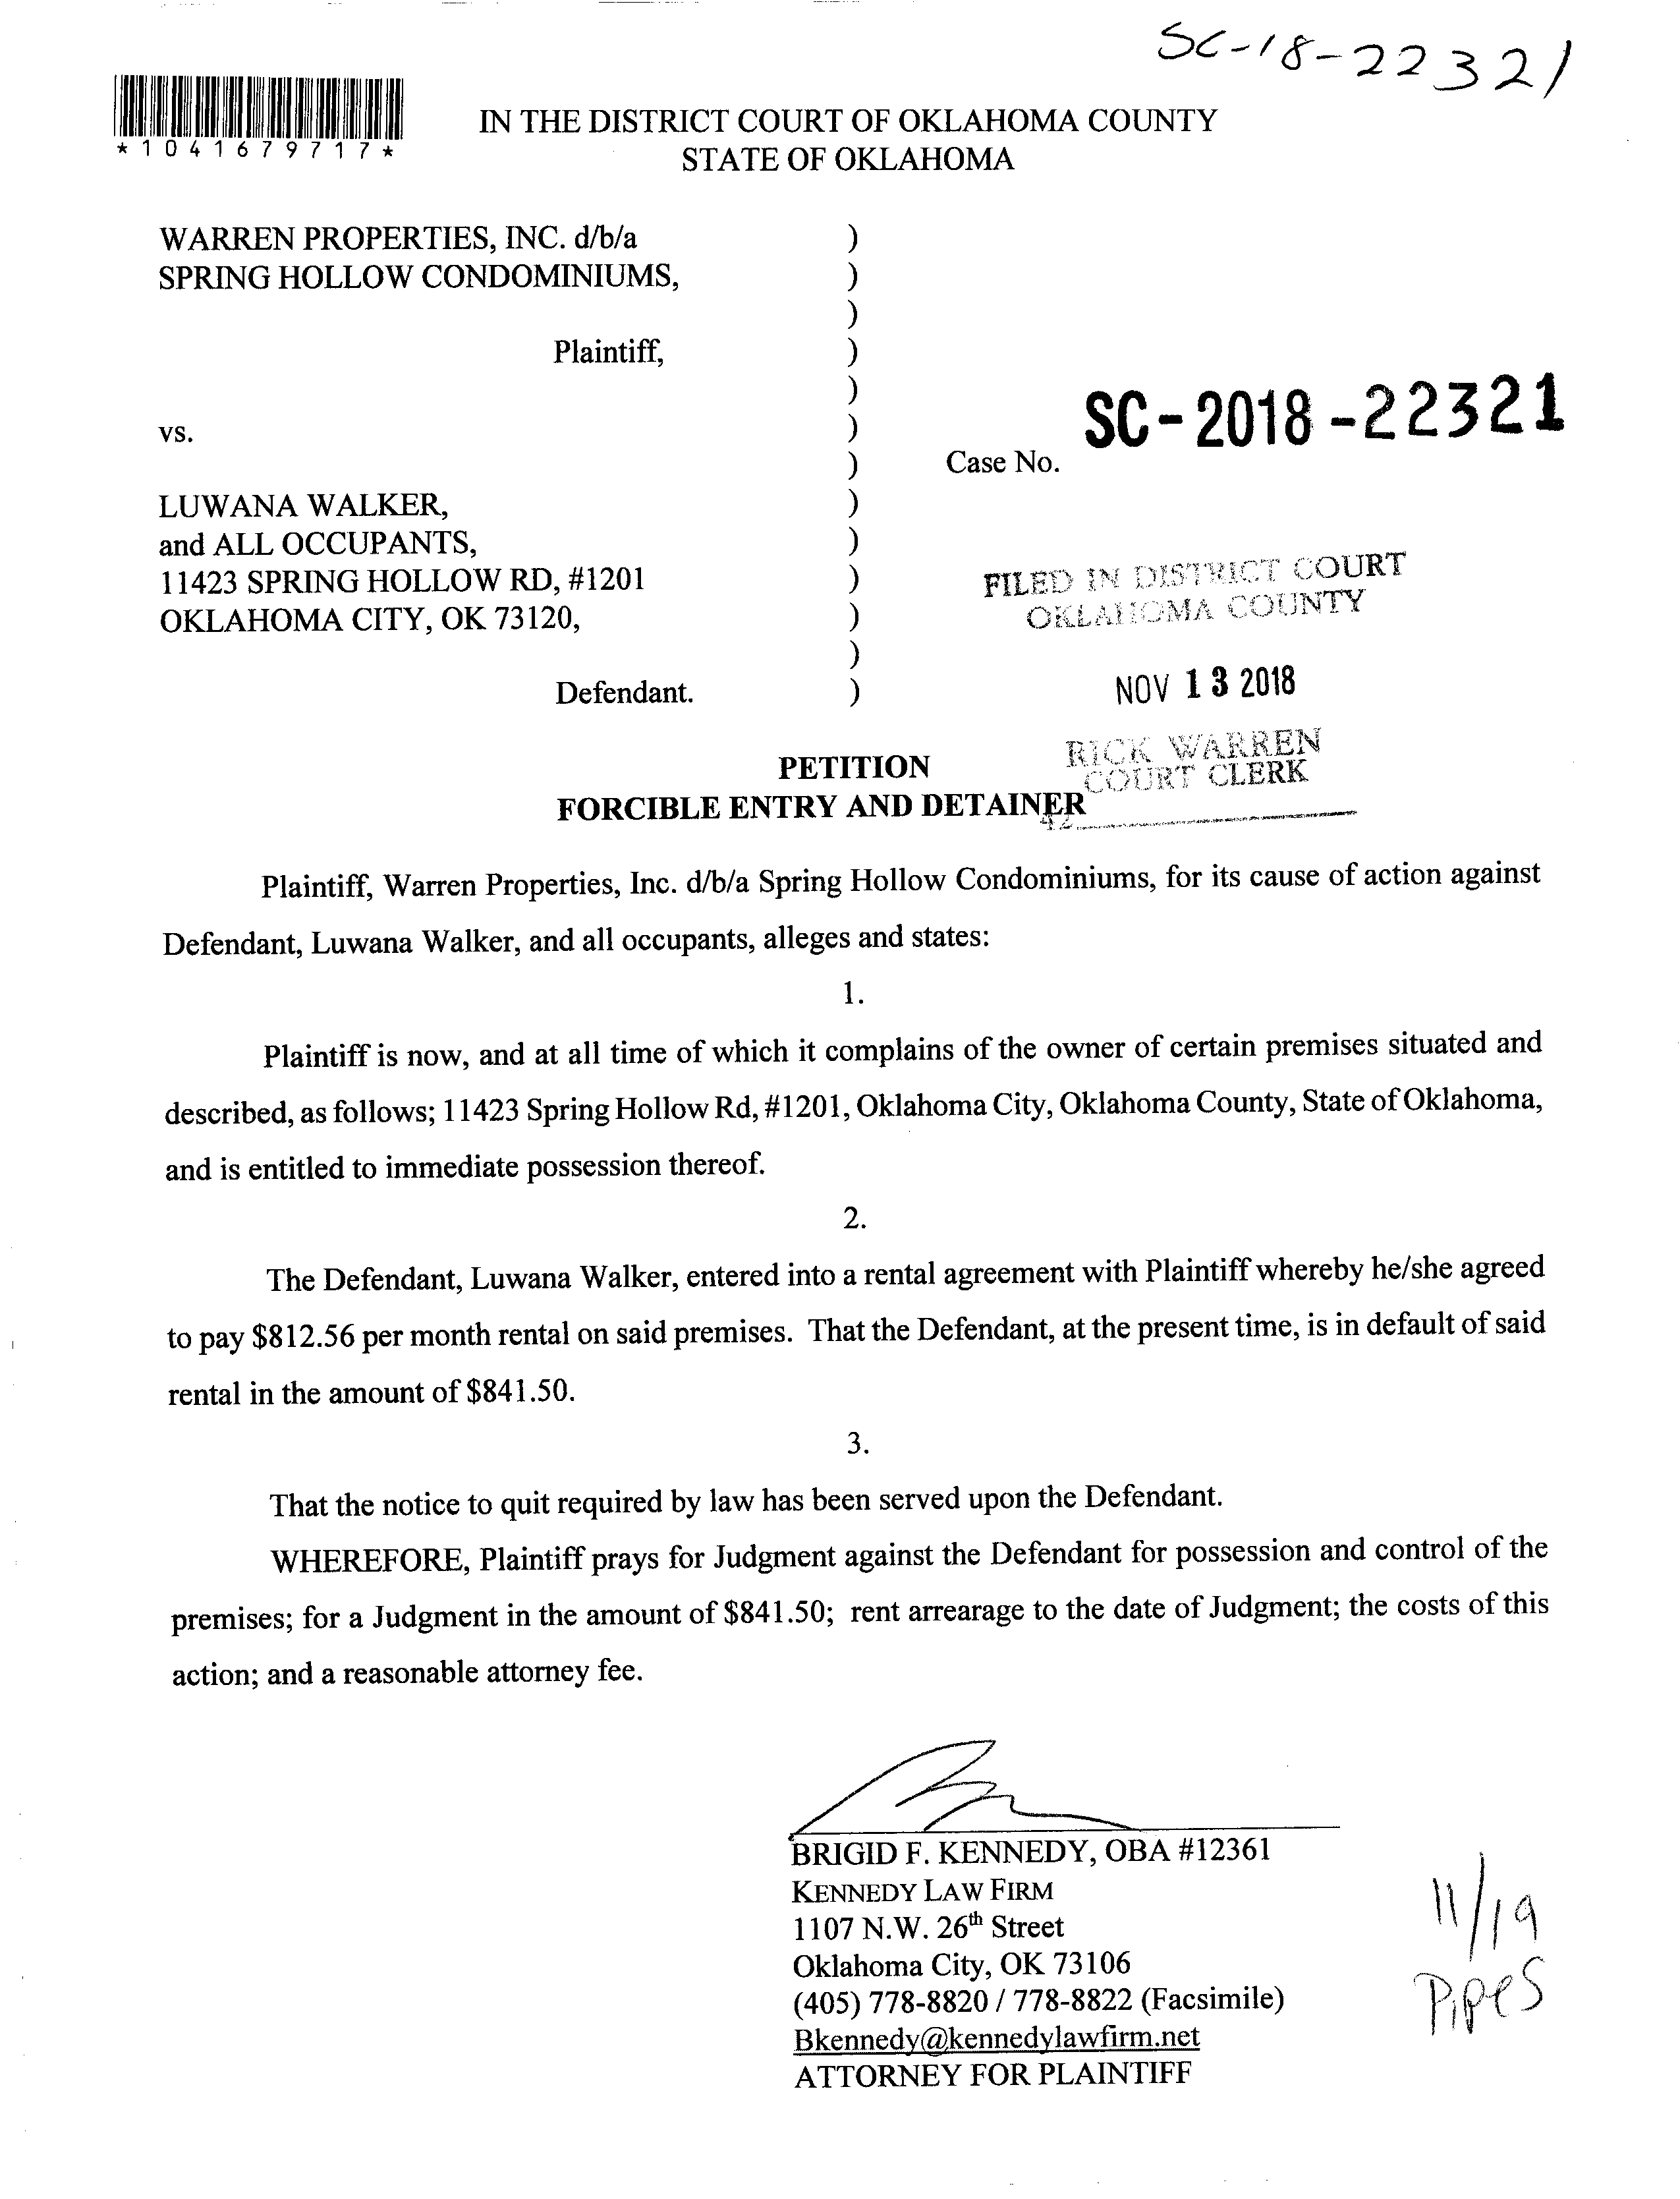 SC-18-22321
*1041679717*
IN THE DISTRICT COURT OF OKLAHOMA COUNTY
STATE OF OKLAHOMA
WARREN PROPERTIES, INC. d/b/a )
SPRING HOLLOW CONDOMINIUMS, )
)
Plaintiff, )
)
vs. )
) Case No. SC-2018-22321
LUWANA WALKER, )
and ALL OCCUPANTS, )
11423 SPRING HOLLOW RD, #1201 )
OKLAHOMA CITY, OK 73120, )
)
Defendant. )
FILED IN DISTRICT COURT
OKLAHOMA COUNTY
NOV 13 2018
RICK WARREN
COURT CLERK
42
PETITION
FORCIBLE ENTRY AND DETAINER
Plaintiff, Warren Properties, Inc. d/b/a Spring Hollow Condominiums, for its cause of action against
Defendant, Luwana Walker, and all occupants, alleges and states:
1.
Plaintiff is now, and at all time of which it complains of the owner of certain premises situated and
described, as follows; 11423 Spring Hollow Rd, #1201, Oklahoma City, Oklahoma County, State of Oklahoma,
and is entitled to immediate possession thereof.
2.
The Defendant, Luwana Walker, entered into a rental agreement with Plaintiff whereby he/she agreed
to pay $812.56 per month rental on said premises. That the Defendant, at the present time, is in default of said
rental in the amount of $841.50.
3.
That the notice to quit required by law has been served upon the Defendant.
WHEREFORE, Plaintiff prays for Judgment against the Defendant for possession and control of the
premises; for a Judgment in the amount of $841.50; rent arrearage to the date of Judgment; the costs of this
action; and a reasonable attorney fee.
BRIGID F. KENNEDY, OBA #12361
KENNEDY LAW FIRM
1107 N.W. 26th Street
Oklahoma City, OK 73106
(405) 778-8820 / 778-8822 (Facsimile)
Bkennedy@kennedylawfirm.net
ATTORNEY FOR PLAINTIFF
11/19
Pipes